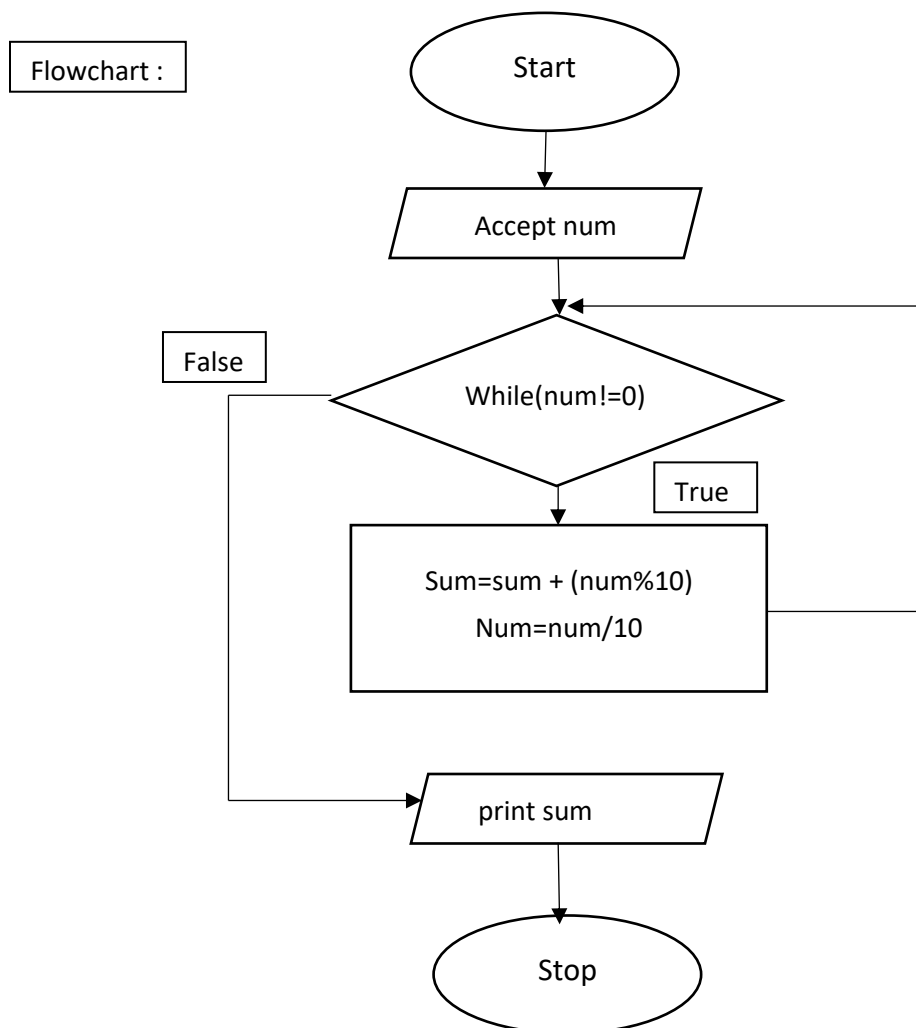 Flowchart :
Start
Accept num
While(num!=0)
False
True
Sum=sum + (num%10)
Num=num/10
print sum
Stop